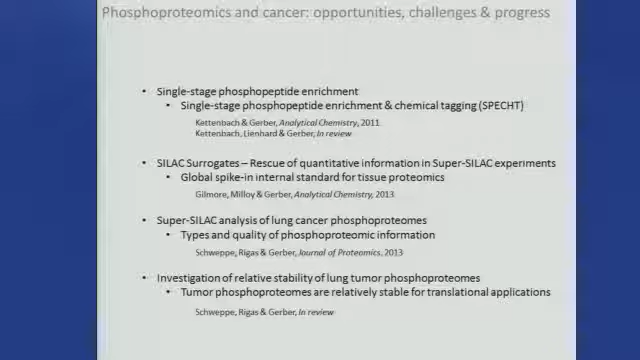 Phosphoproteomics and cancer: opportunities, challenges & progress
• Single-stage phosphopeptide enrichment
• Single-stage phosphopeptide enrichment & chemical tagging (SPECHT)
Kettenbach & Gerber, Analytical Chemistry, 2011
Kettenbach, Lienhard & Gerber, In review
• SILAC Surrogates – Rescue of quantitative information in Super-SILAC experiments
• Global spike-in internal standard for tissue proteomics
Gilmore, Milloy & Gerber, Analytical Chemistry, 2013
• Super-SILAC analysis of lung cancer phosphoproteomes
• Types and quality of phosphoproteomic information
Schweppe, Rigas & Gerber, Journal of Proteomics, 2013
• Investigation of relative stability of lung tumor phosphoproteomes
• Tumor phosphoproteomes are relatively stable for translational applications
Schweppe, Rigas & Gerber, In review